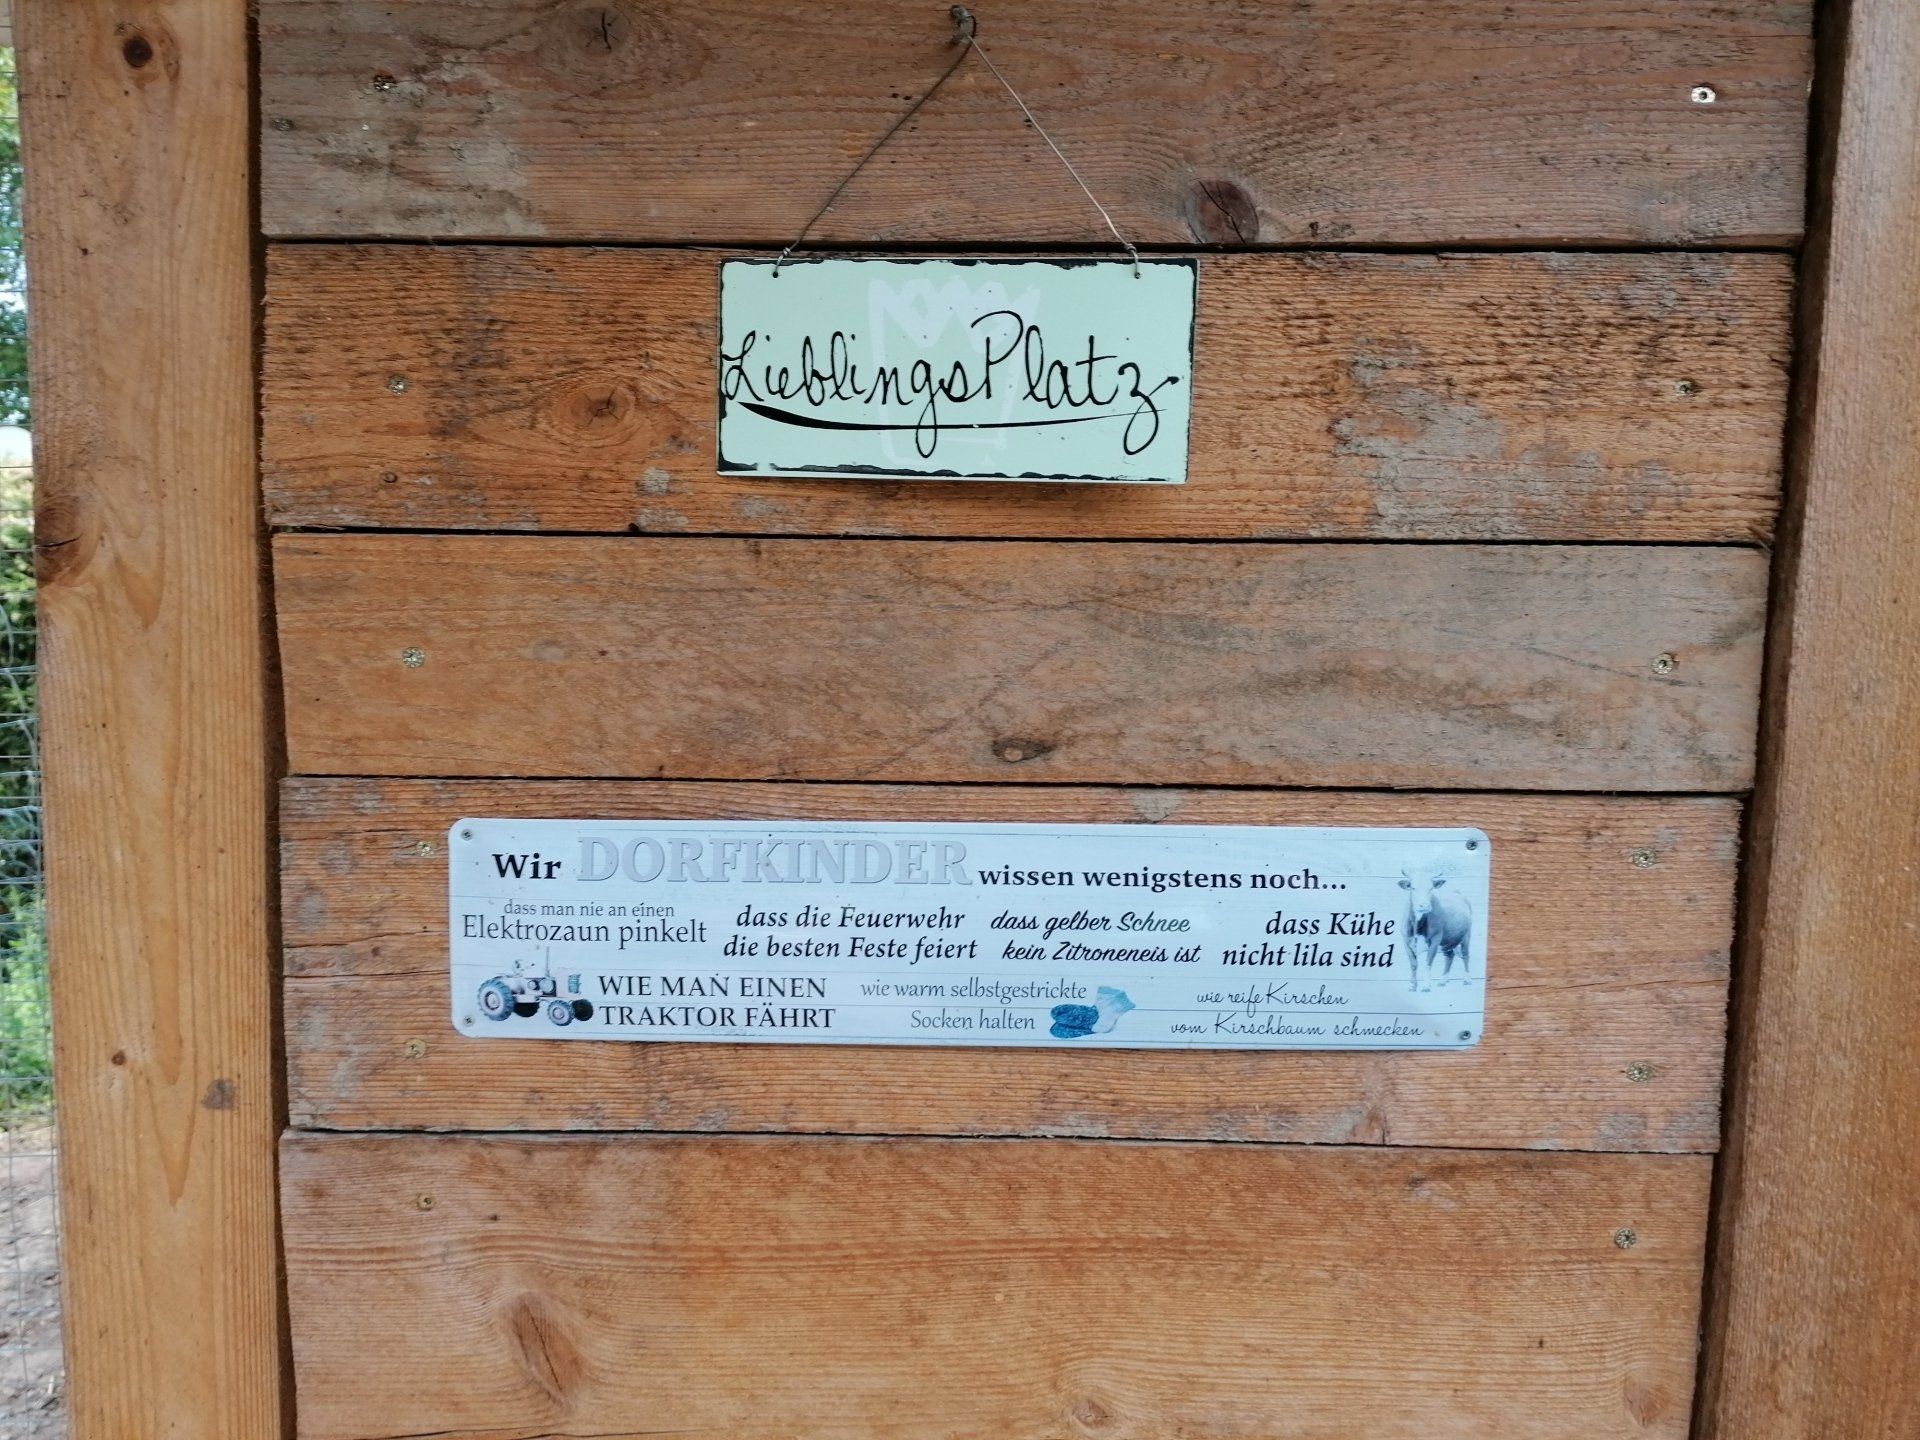 LieblingsPlatz
Wir DORFKINDER wissen wenigstens noch...
dass man nie an einen
Elektrozaun pinkelt
dass die Feuerwehr
die besten Feste feiert
dass gelber Schnee
kein Zitroneneis ist
dass Kühe
nicht lila sind
WIE MAN EINEN
TRAKTOR FÄHRT
wie warm selbstgestrickte
Socken halten
wie reife Kirschen
vom Kirschbaum schmecken